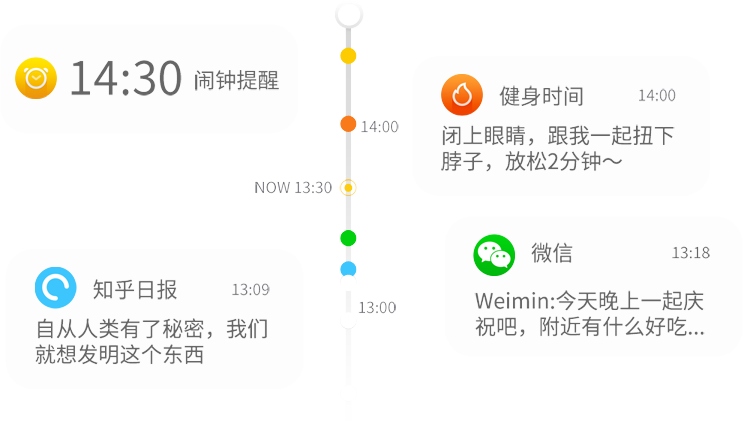 14:30 闹钟提醒
健身时间 14:00
闭上眼睛，跟我一起扭下
脖子，放松2分钟～
14:00
NOW 13:30
微信 13:18
Weimin:今天晚上一起庆
祝吧，附近有什么好吃...
知乎日报 13:09
自从人类有了秘密，我们
就想发明这个东西
13:00